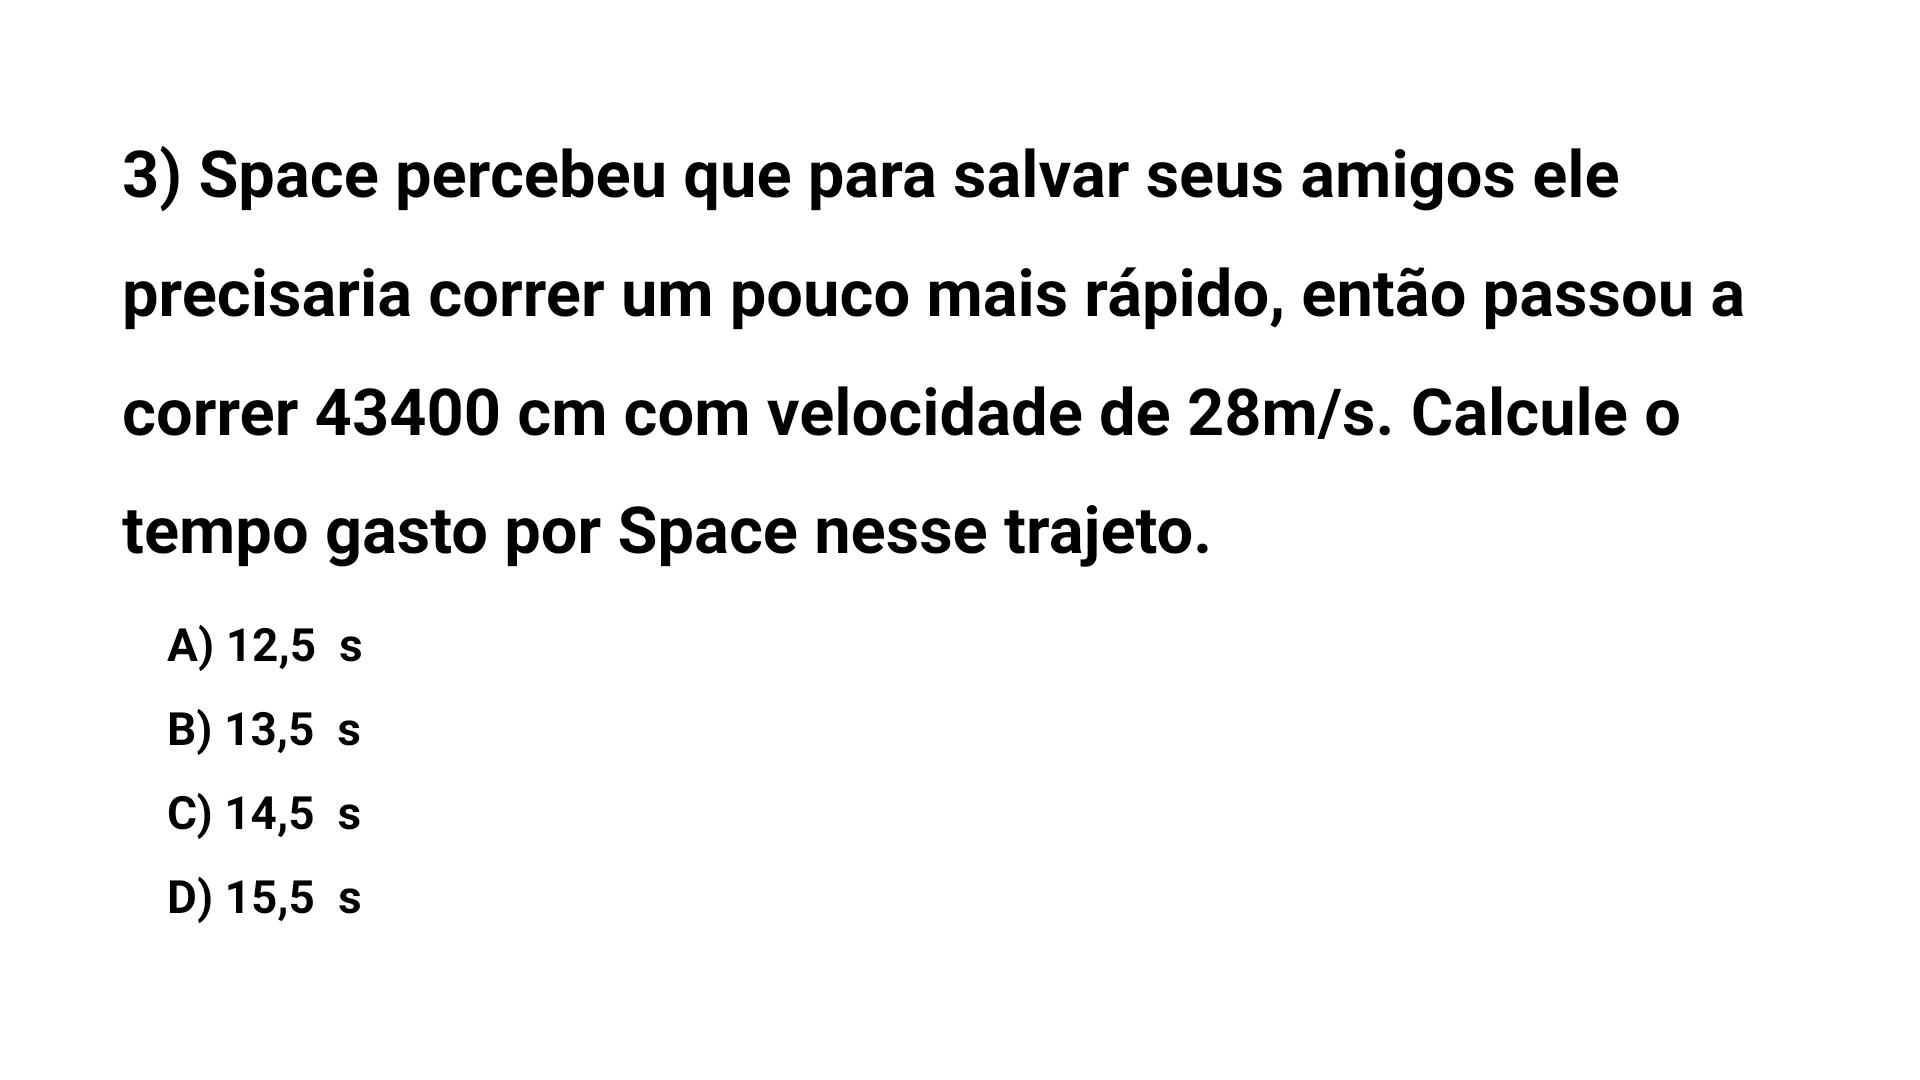 3) Space percebeu que para salvar seus amigos ele
precisaria correr um pouco mais rápido, então passou a
correr 43400 cm com velocidade de 28m/s. Calcule o
tempo gasto por Space nesse trajeto.
A) 12,5 s
B) 13,5 s
C) 14,5 s
D) 15,5 s